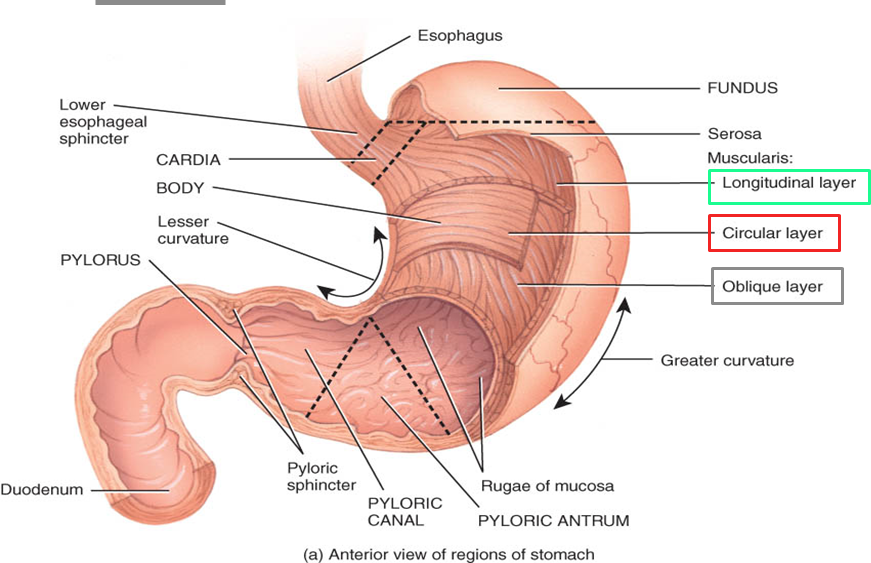 Esophagus
FUNDUS
Lower
esophageal
sphincter
Serosa
Muscularis:
CARDIA
Longitudinal layer
BODY
Lesser
curvature
Circular layer
PYLORUS
Oblique layer
Greater curvature
Pyloric
sphincter
Duodenum
Rugae of mucosa
PYLORIC
CANAL
PYLORIC ANTRUM
(a) Anterior view of regions of stomach